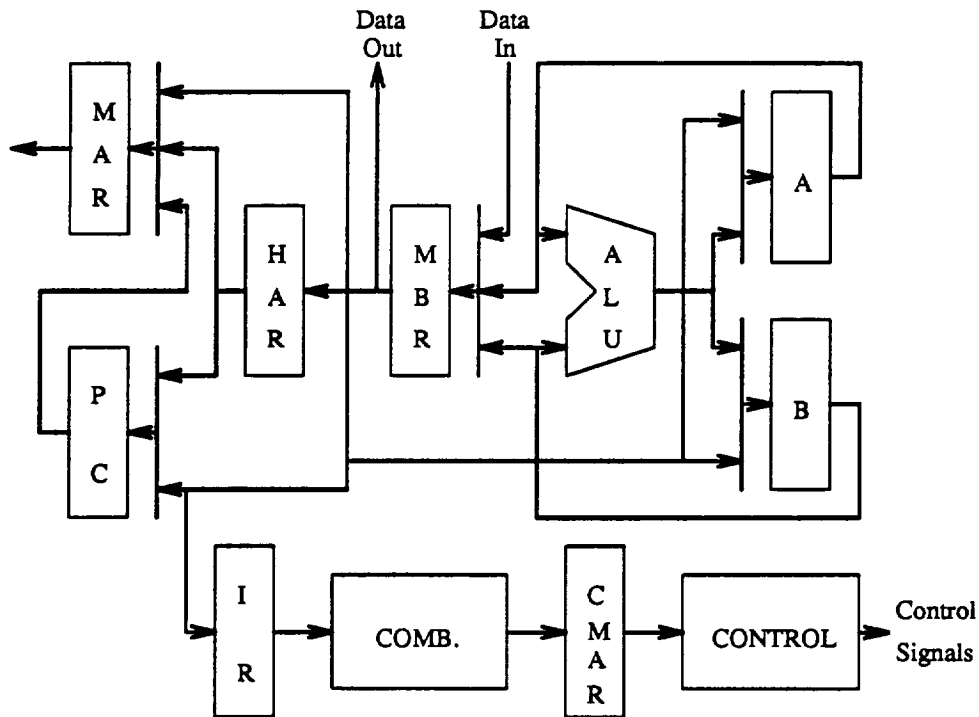 Data
Out
Data
In
M
A
R
H
A
R
M
B
R
A
L
U
A
P
C
B
I
R
COMB.
C
M
A
R
CONTROL
Control
Signals